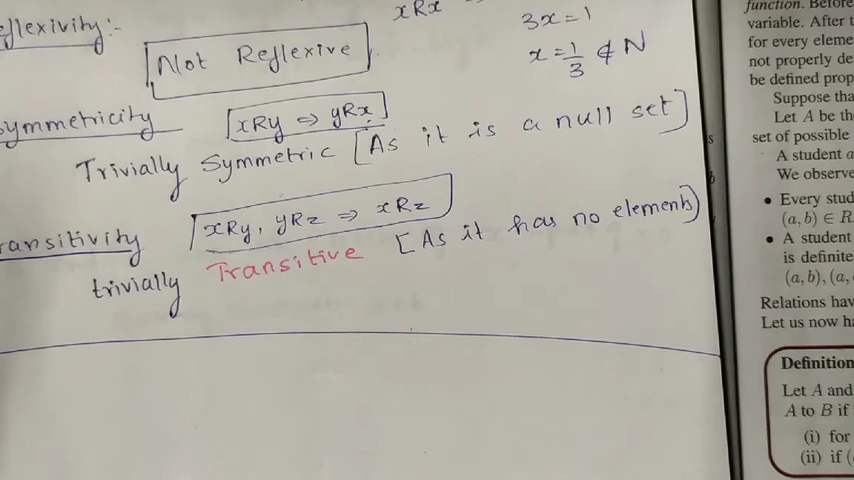 xRx
3x=1
eflexivity:-
Not Reflexive
x=1/3 ∉ N
ymmetricity
xRy ⇒ yRx
Trivially Symmetric [As it is a null set]
ransitivity
xRy, yRz ⇒ xRz
trivially Transitive [As it has no elements)
function. Before
variable. After t
for every eleme
not properly de
be defined prop
Suppose tha
Let A be the
set of possible
A student a
We observe
• Every stud
(a, b) ∈ R
• A student
is definite
(a, b), (a,
Relations hav
Let us now ha
Definition
Let A and
A to B if
(i) for
(ii) if (